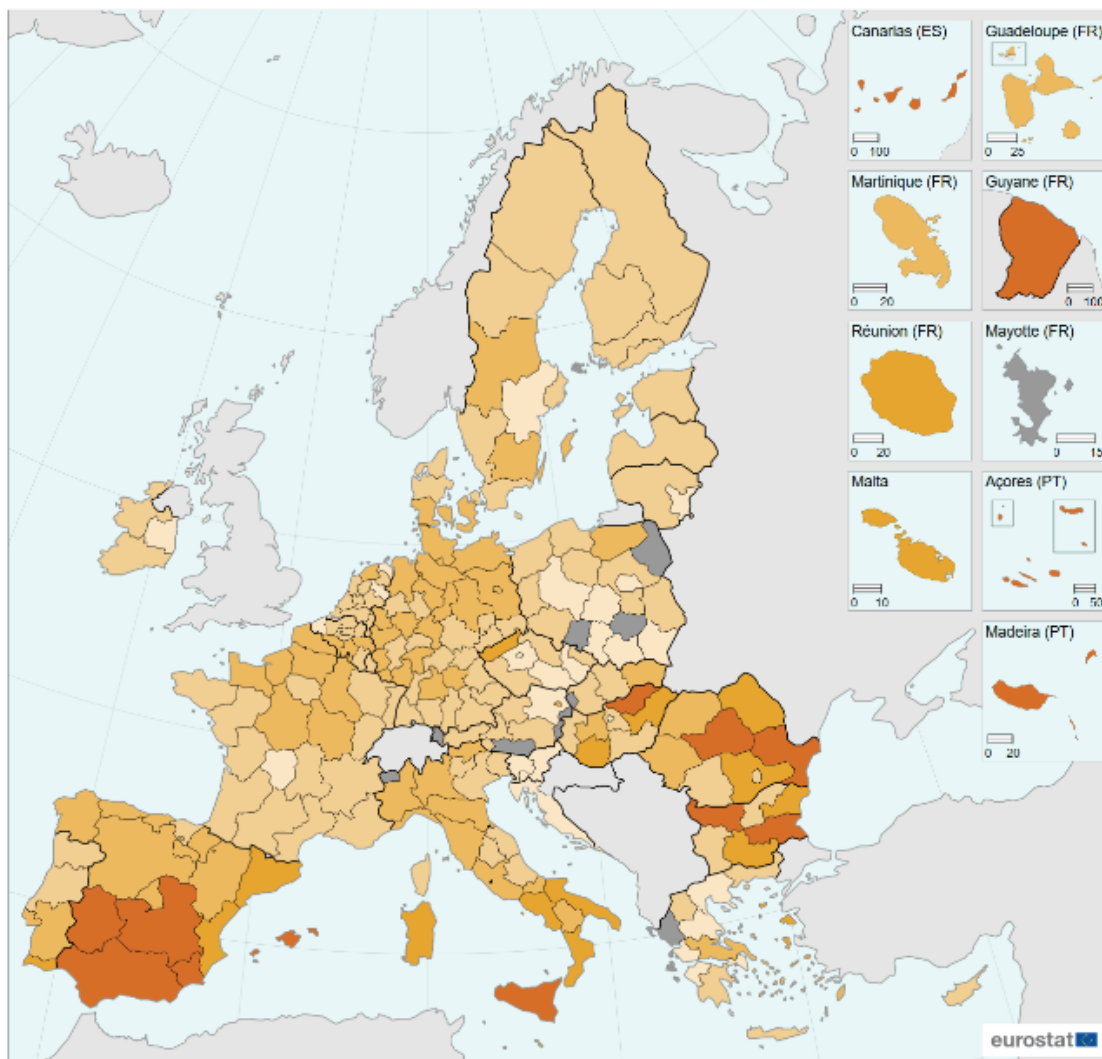 Canarias (ES)
0 100
Guadeloupe (FR)
0 25
Martinique (FR)
0 20
Guyane (FR)
0 100
Réunion (FR)
0 20
Mayotte (FR)
0 15
Malta
0 10
Açores (PT)
0 50
Madeira (PT)
0 20
eurostat